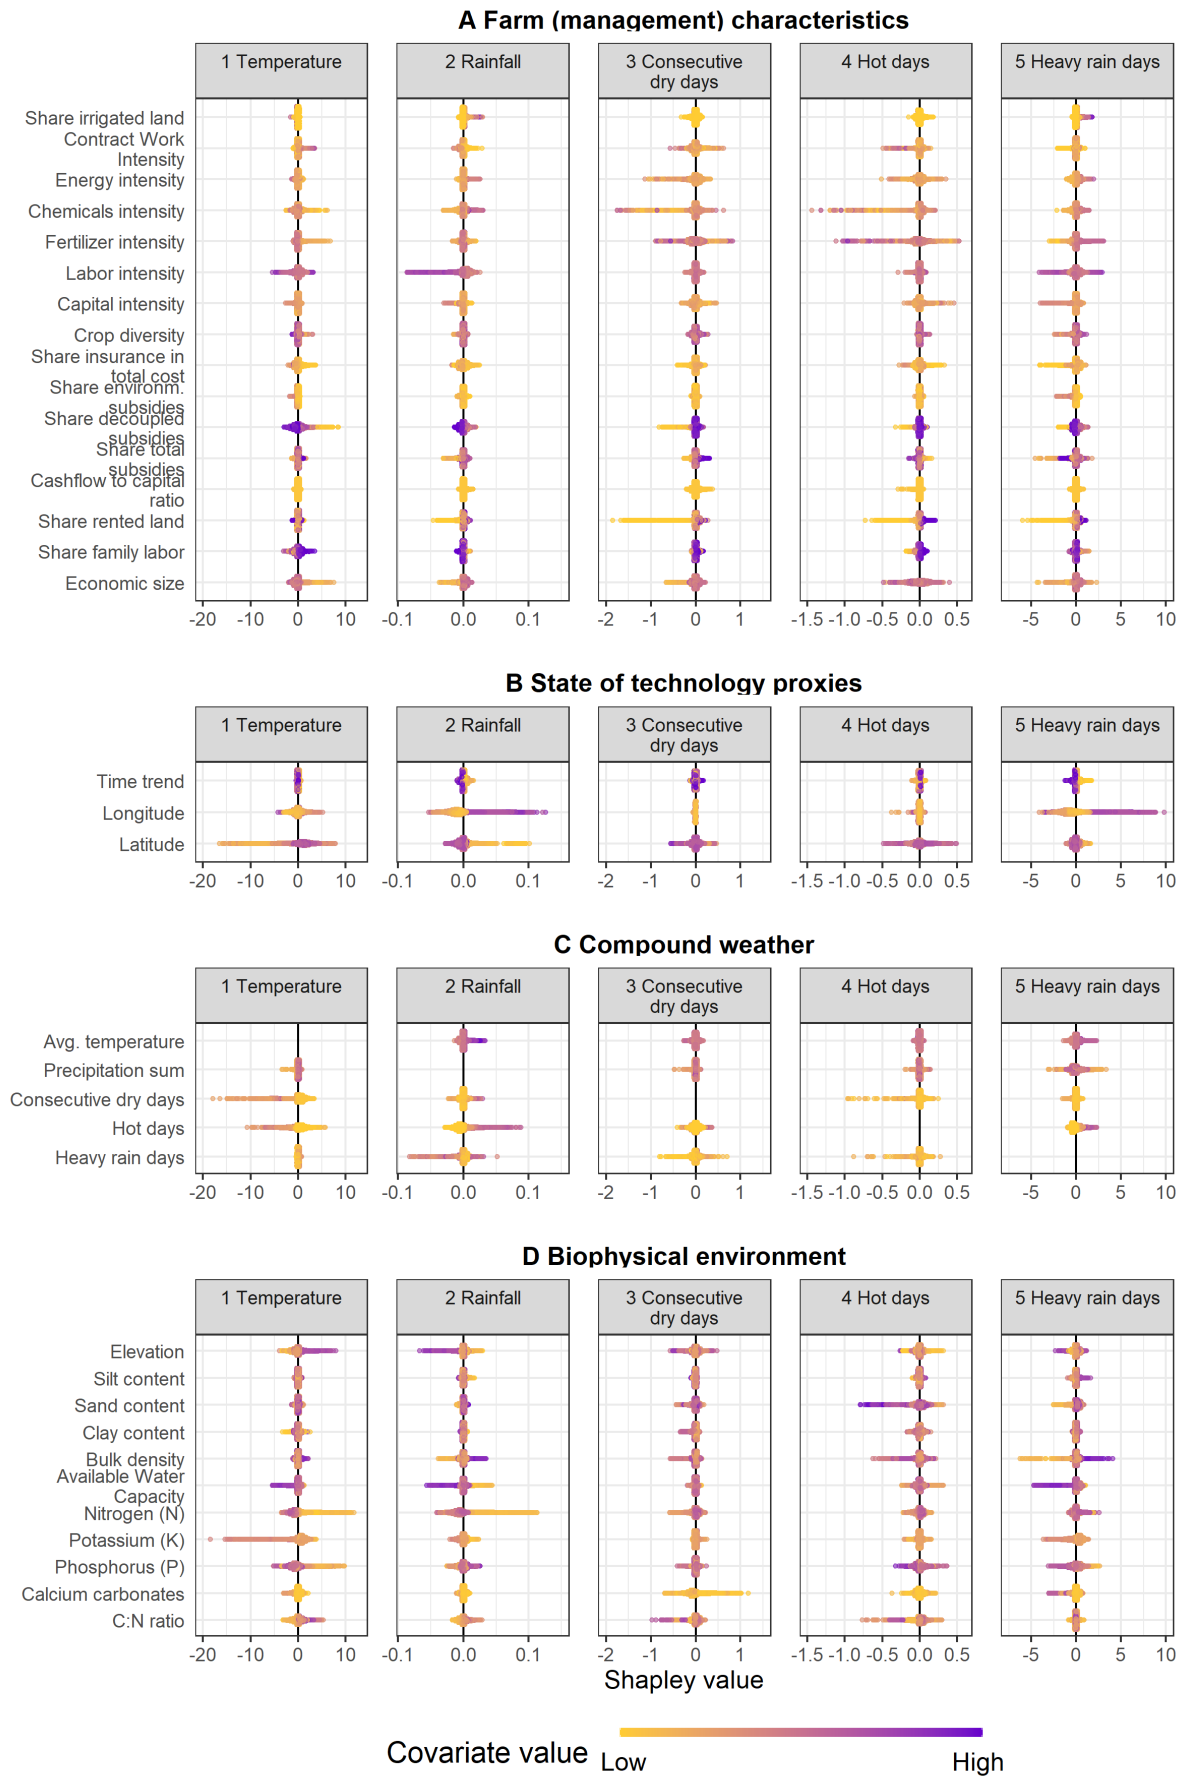 A Farm (management) characteristics
1 Temperature
2 Rainfall
3 Consecutive
dry days
4 Hot days
5 Heavy rain days
Share irrigated land
Contract Work
Intensity
Energy intensity
Chemicals intensity
Fertilizer intensity
Labor intensity
Capital intensity
Crop diversity
Share insurance in
total cost
Share environm.
subsidies
Share decoupled
subsidies
Share total
subsidies
Cashflow to capital
ratio
Share rented land
Share family labor
Economic size
-20 -10 0 10
-0.1 0.0 0.1
-2 -1 0 1
-1.5 -1.0 -0.5 0.0 0.5
-5 0 5 10
B State of technology proxies
1 Temperature
2 Rainfall
3 Consecutive
dry days
4 Hot days
5 Heavy rain days
Time trend
Longitude
Latitude
-20 -10 0 10
-0.1 0.0 0.1
-2 -1 0 1
-1.5 -1.0 -0.5 0.0 0.5
-5 0 5 10
C Compound weather
1 Temperature
2 Rainfall
3 Consecutive
dry days
4 Hot days
5 Heavy rain days
Avg. temperature
Precipitation sum
Consecutive dry days
Hot days
Heavy rain days
-20 -10 0 10
-0.1 0.0 0.1
-2 -1 0 1
-1.5 -1.0 -0.5 0.0 0.5
-5 0 5 10
D Biophysical environment
1 Temperature
2 Rainfall
3 Consecutive
dry days
4 Hot days
5 Heavy rain days
Elevation
Silt content
Sand content
Clay content
Bulk density
Available Water
Capacity
Nitrogen (N)
Potassium (K)
Phosphorus (P)
Calcium carbonates
C:N ratio
-20 -10 0 10
-0.1 0.0 0.1
-2 -1 0 1
-1.5 -1.0 -0.5 0.0 0.5
-5 0 5 10
Shapley value
Covariate value
Low
High